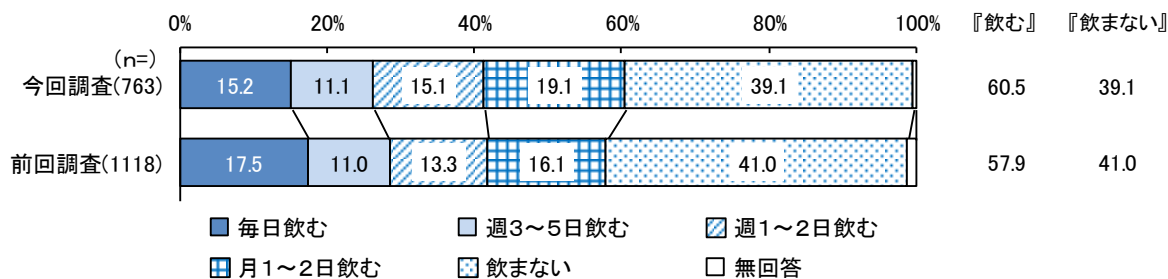 0% 20% 40% 60% 80% 100% 『飲む』 『飲まない』
(n=)
今回調査(763) 15.2 11.1 15.1 19.1 39.1 60.5 39.1
前回調査(1118) 17.5 11.0 13.3 16.1 41.0 57.9 41.0
毎日飲む 週3～5日飲む 週1～2日飲む
月1～2日飲む 飲まない 無回答